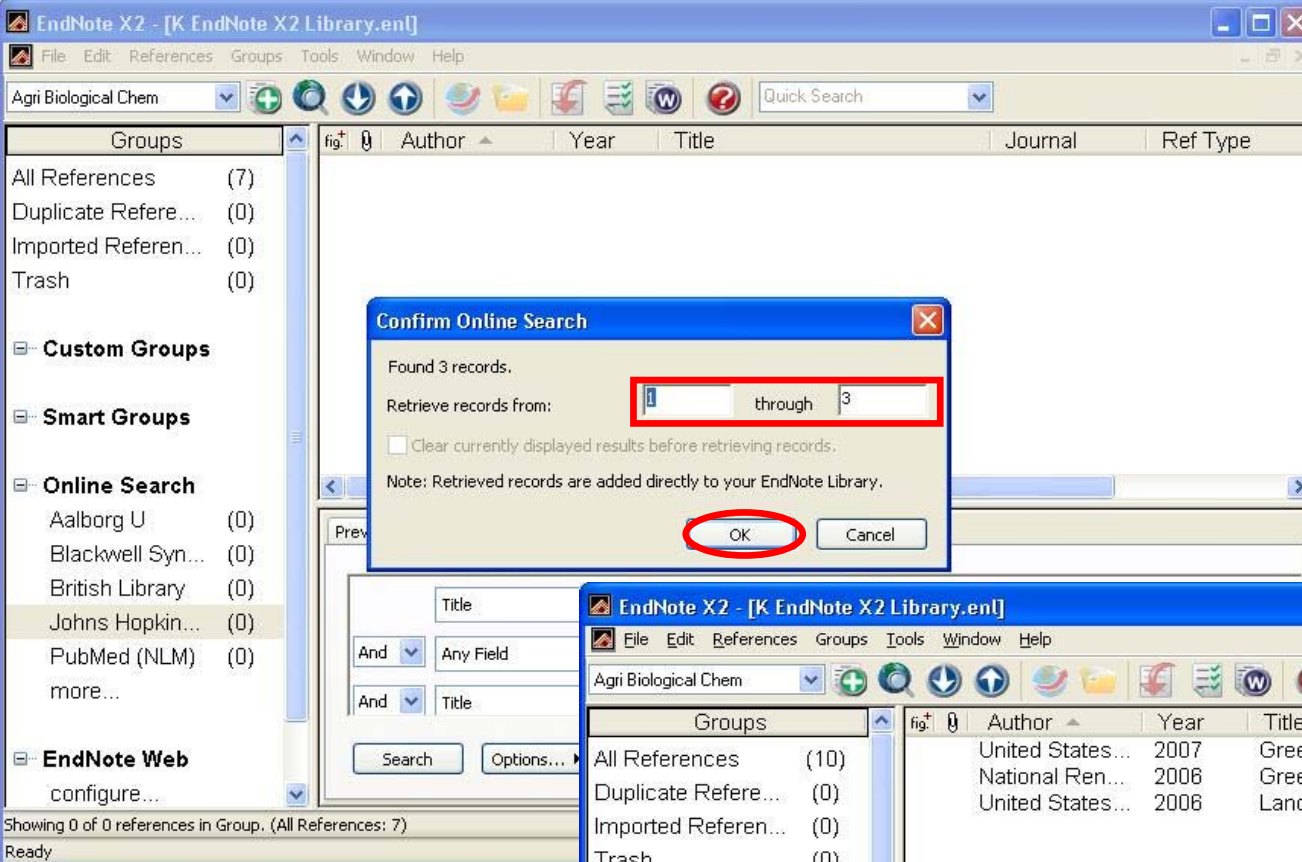 EndNote X2 - [K EndNote X2 Library.enl]
File Edit References Groups Tools Window Help
Agri Biological Chem
Quick Search
Groups
All References (7)
Duplicate Refere... (0)
Imported Referen... (0)
Trash (0)
Custom Groups
Smart Groups
Online Search
Aalborg U (0)
Blackwell Syn... (0)
British Library (0)
Johns Hopkin... (0)
PubMed (NLM) (0)
more...
EndNote Web
configure...
fig. Author Year Title Journal Ref Type
Confirm Online Search
Found 3 records.
Retrieve records from: 1 through 3
Clear currently displayed results before retrieving records.
Note: Retrieved records are added directly to your EndNote Library.
OK Cancel
Prev
Title
And Any Field
And Title
Search Options...
Showing 0 of 0 references in Group. (All References: 7)
Ready
EndNote X2 - [K EndNote X2 Library.enl]
File Edit References Groups Tools Window Help
Agri Biological Chem
Groups
All References (10)
Duplicate Refere... (0)
Imported Referen... (0)
Trash (0)
fig. Author Year Title
United States... 2007 Gree
National Ren... 2006 Gree
United States... 2006 Land